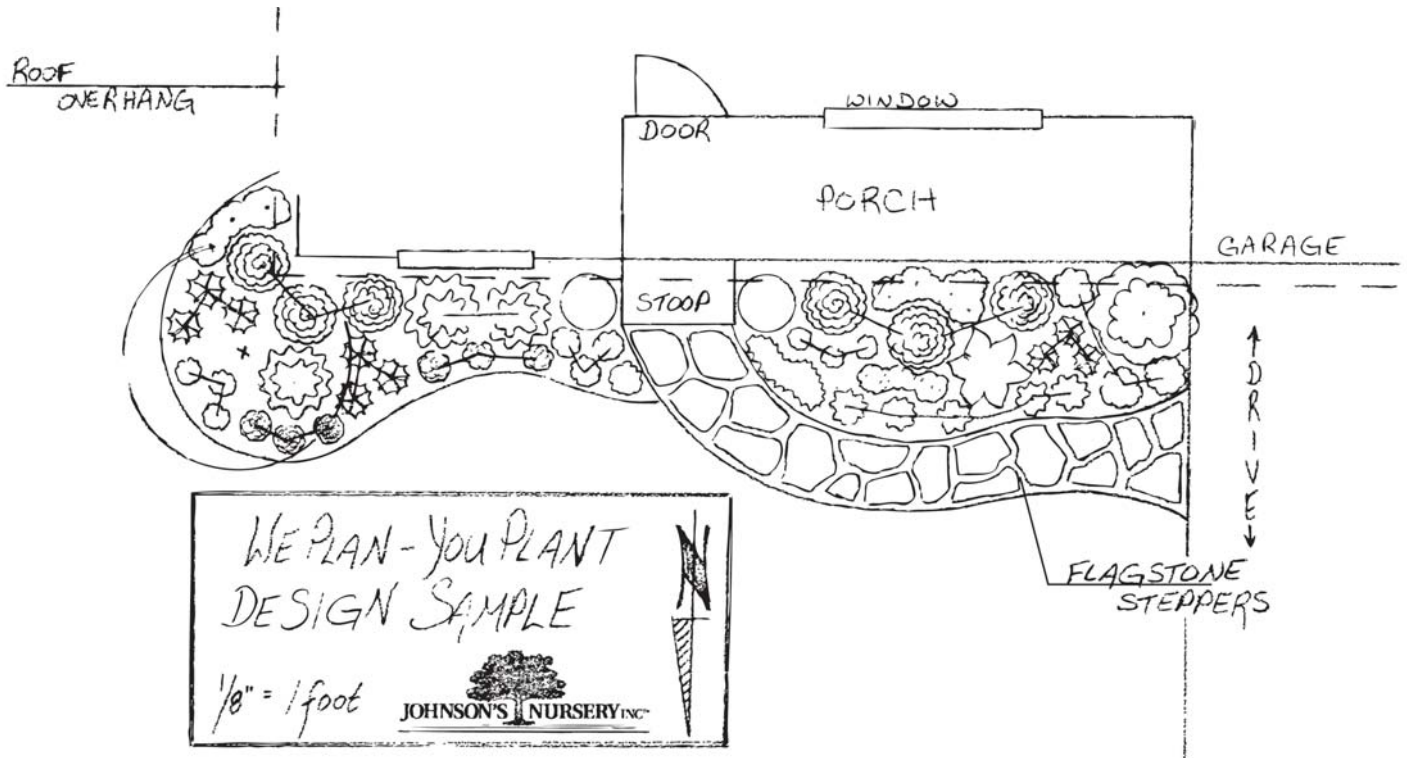 ROOF
OVERHANG
WINDOW
DOOR
PORCH
GARAGE
STOOP
DRIVE
FLAGSTONE
STEPPERS
WE PLAN - YOU PLANT
DESIGN SAMPLE
1/8" = 1 foot
N
JOHNSON'S NURSERY INC